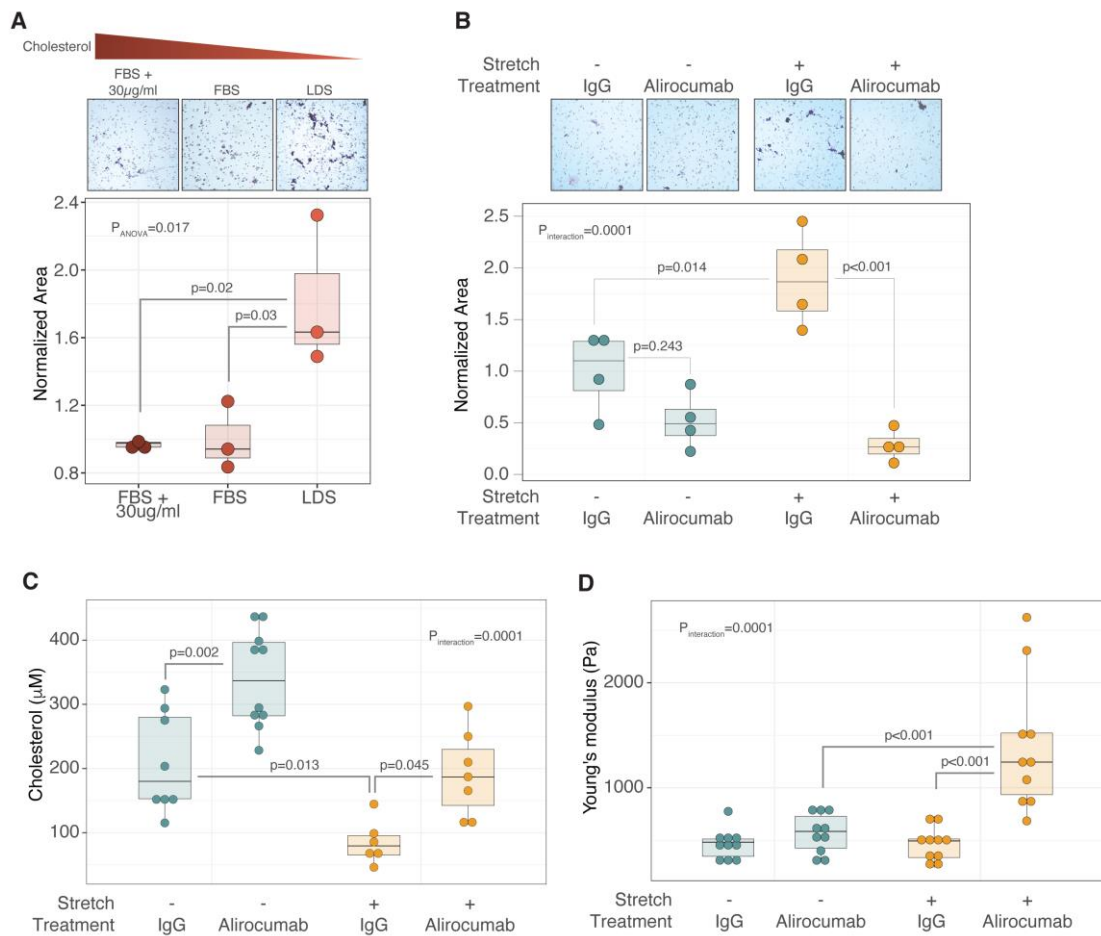 A
Cholesterol
FBS +
30µg/ml
FBS
LDS
2.4
2.0
1.6
1.2
0.8
Normalized Area
P ANOVA=0.017
p=0.02
p=0.03
FBS +
30ug/ml
FBS
LDS
B
Stretch - - + +
Treatment IgG Alirocumab IgG Alirocumab
2.5
2.0
1.5
1.0
0.5
0.0
Normalized Area
P interaction=0.0001
p=0.014
p<0.001
p=0.243
Stretch - - + +
Treatment IgG Alirocumab IgG Alirocumab
C
400
300
200
100
Cholesterol (µM)
P interaction=0.0001
p=0.002
p=0.013
p=0.045
Stretch - - + +
Treatment IgG Alirocumab IgG Alirocumab
D
2000
1000
Young's modulus (Pa)
P interaction=0.0001
p<0.001
p<0.001
Stretch - - + +
Treatment IgG Alirocumab IgG Alirocumab